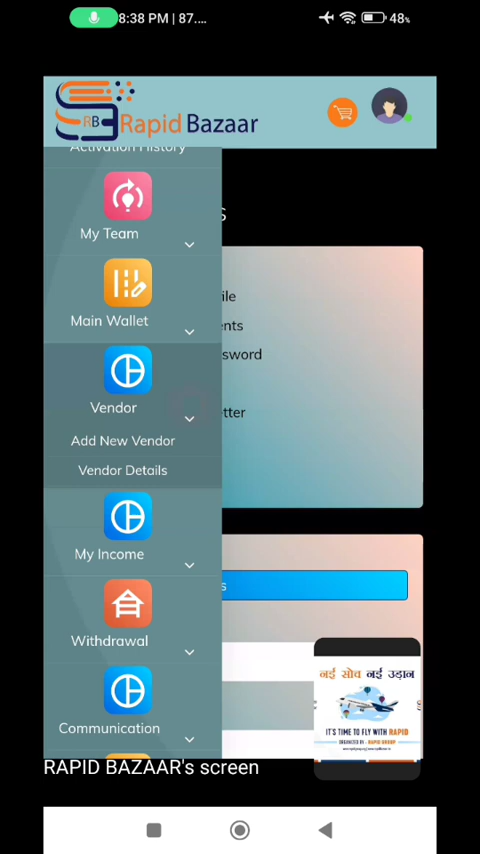 8:38 PM | 87....
48%
RB Rapid Bazaar
Activation History
s
My Team
Main Wallet
ile
nts
sword
Vendor
tter
Add New Vendor
Vendor Details
My Income
s
Withdrawal
Communication
नई सोच नई उड़ान
IT'S TIME TO FLY WITH RAPID
ORGANIZED BY - RAPID GROUP
RAPID BAZAAR's screen